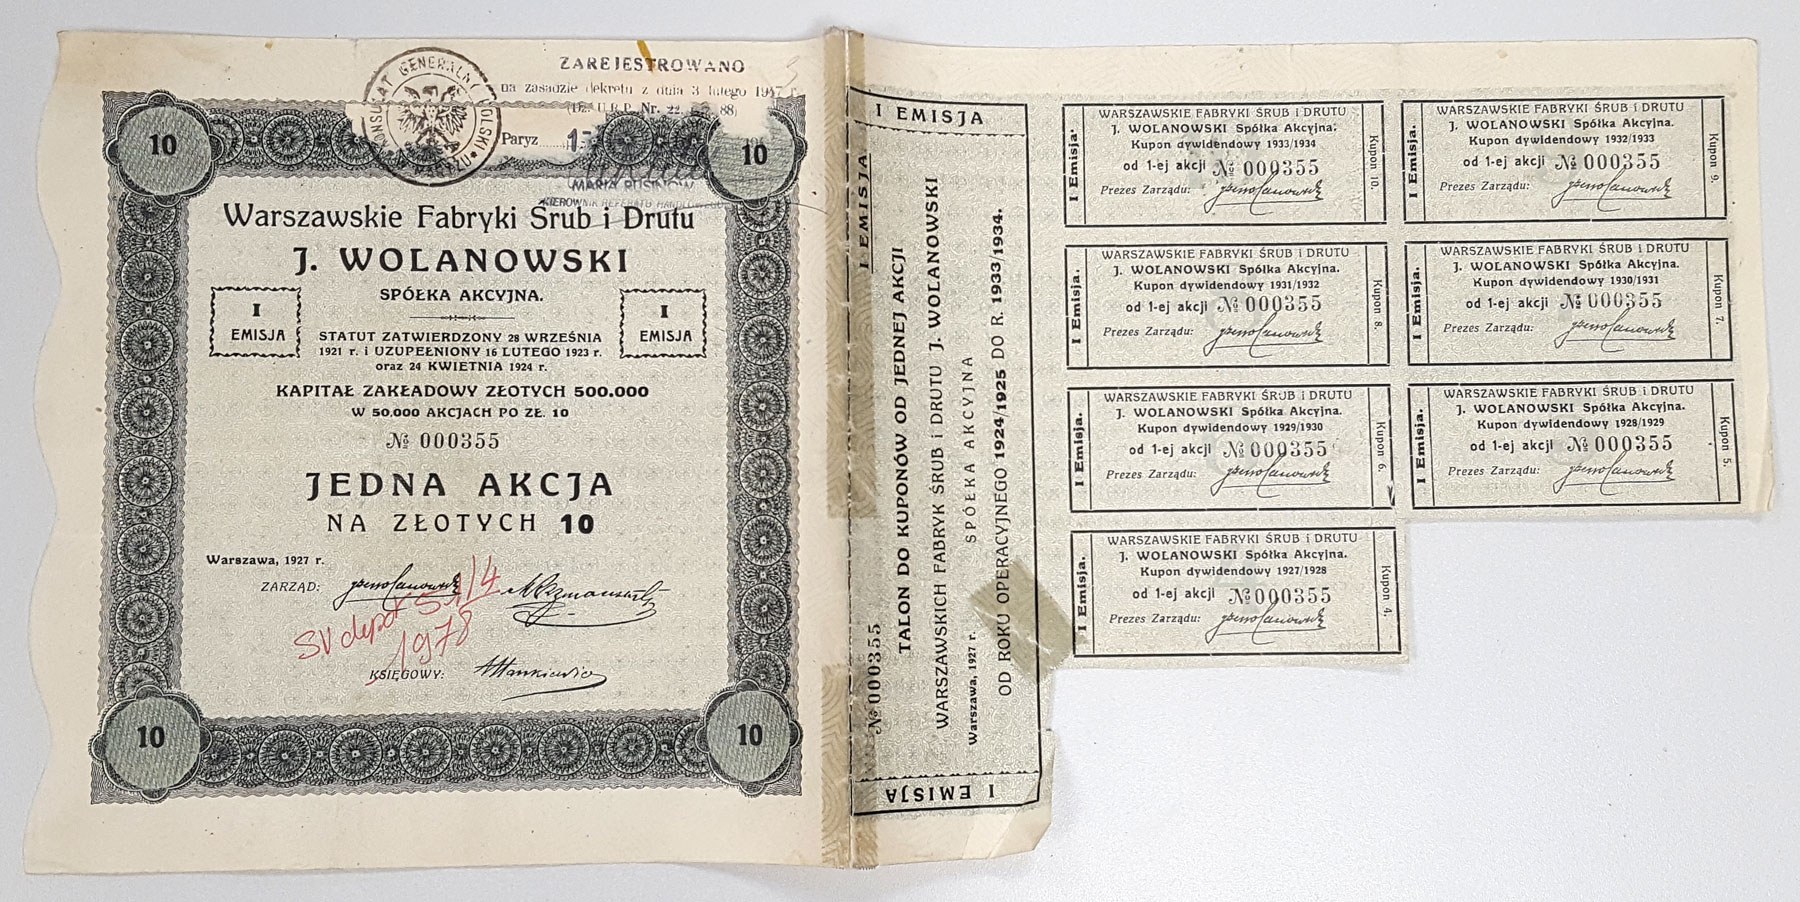 10
10
KONSULAT GENERALNY
ZAREJESTROWANO
na zasadzie dekretu z dnia 3 lutego 1947 r.
(Dz. U.R.P. Nr. 22 88)
Paryz
MARIA RUSINOW
KIEROWNIK REFERATU HANDLOWEGO
Warszawskie Fabryki Śrub i Drutu
J. WOLANOWSKI
SPÓŁKA AKCYJNA.
I
EMISJA
I
EMISJA
STATUT ZATWIERDZONY 28 WRZEŚNIA
1921 r. i UZUPEŁNIONY 16 LUTEGO 1923 r.
oraz 24 KWIETNIA 1924 r.
KAPITAŁ ZAKŁADOWY ZŁOTYCH 500.000
W 50,000 AKCJACH PO ZŁ. 10
№ 000355
JEDNA AKCJA
NA ZŁOTYCH 10
Warszawa, 1927 r.
ZARZĄD:
SV depot
1978
KSIĘGOWY:
10
10
I EMISJA
I EMISJA
№ 000355
TALON DO KUPONÓW OD JEDNEJ AKCJI
WARSZAWSKICH FABRYK ŚRUB i DRUTU J. WOLANOWSKI
SPÓŁKA AKCYJNA
Warszawa, 1927 r.
OD ROKU OPERACYJNEGO 1924/1925 DO R. 1933/1934.
I EMISJA
I Emisja.
WARSZAWSKIE FABRYKI ŚRUB i DRUTU
J. WOLANOWSKI Spółka Akcyjna.
Kupon dywidendowy 1933/1934
od 1-ej akcji № 000355
Prezes Zarządu:
Kupon 10.
I Emisja.
WARSZAWSKIE FABRYKI ŚRUB i DRUTU
J. WOLANOWSKI Spółka Akcyjna.
Kupon dywidendowy 1932/1933
od 1-ej akcji № 000355
Prezes Zarządu:
Kupon 9.
I Emisja.
WARSZAWSKIE FABRYKI ŚRUB i DRUTU
J. WOLANOWSKI Spółka Akcyjna.
Kupon dywidendowy 1931/1932
od 1-ej akcji № 000355
Prezes Zarządu:
Kupon 8.
I Emisja.
WARSZAWSKIE FABRYKI ŚRUB i DRUTU
J. WOLANOWSKI Spółka Akcyjna.
Kupon dywidendowy 1930/1931
od 1-ej akcji № 000355
Prezes Zarządu:
Kupon 7.
I Emisja.
WARSZAWSKIE FABRYKI ŚRUB i DRUTU
J. WOLANOWSKI Spółka Akcyjna.
Kupon dywidendowy 1929/1930
od 1-ej akcji № 000355
Prezes Zarządu:
Kupon 6.
I Emisja.
WARSZAWSKIE FABRYKI ŚRUB i DRUTU
J. WOLANOWSKI Spółka Akcyjna.
Kupon dywidendowy 1928/1929
od 1-ej akcji № 000355
Prezes Zarządu:
Kupon 5.
I Emisja.
WARSZAWSKIE FABRYKI ŚRUB i DRUTU
J. WOLANOWSKI Spółka Akcyjna.
Kupon dywidendowy 1927/1928
od 1-ej akcji № 000355
Prezes Zarządu:
Kupon 4.